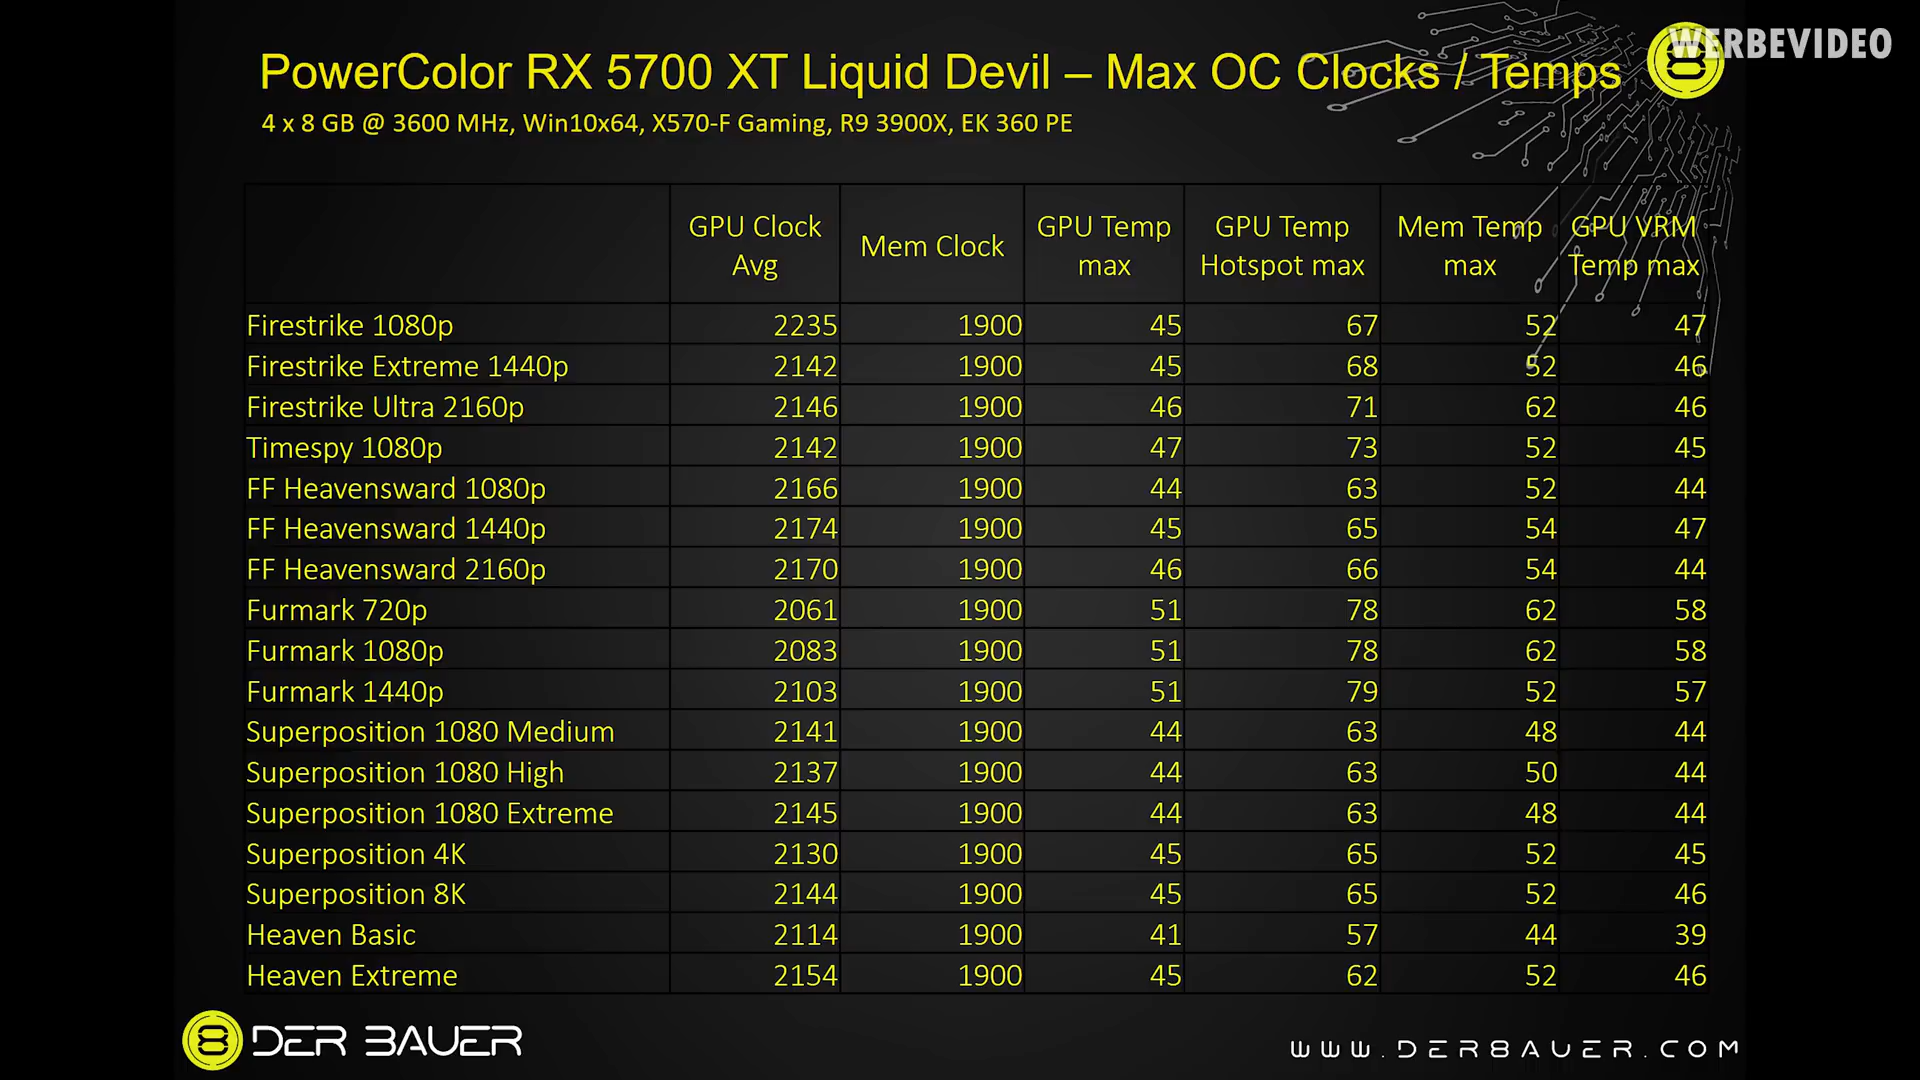 WERBEVIDEO
PowerColor RX 5700 XT Liquid Devil – Max OC Clocks / Temps
4 x 8 GB @ 3600 MHz, Win10x64, X570-F Gaming, R9 3900X, EK 360 PE
GPU Clock Avg Mem Clock GPU Temp max GPU Temp Hotspot max Mem Temp max GPU VRM Temp max
Firestrike 1080p 2235 1900 45 67 52 47
Firestrike Extreme 1440p 2142 1900 45 68 52 46
Firestrike Ultra 2160p 2146 1900 46 71 62 46
Timespy 1080p 2142 1900 47 73 52 45
FF Heavensward 1080p 2166 1900 44 63 52 44
FF Heavensward 1440p 2174 1900 45 65 54 47
FF Heavensward 2160p 2170 1900 46 66 54 44
Furmark 720p 2061 1900 51 78 62 58
Furmark 1080p 2083 1900 51 78 62 58
Furmark 1440p 2103 1900 51 79 52 57
Superposition 1080 Medium 2141 1900 44 63 48 44
Superposition 1080 High 2137 1900 44 63 50 44
Superposition 1080 Extreme 2145 1900 44 63 48 44
Superposition 4K 2130 1900 45 65 52 45
Superposition 8K 2144 1900 45 65 52 46
Heaven Basic 2114 1900 41 57 44 39
Heaven Extreme 2154 1900 45 62 52 46
8 DER 8AUER
WWW.DER8AUER.COM